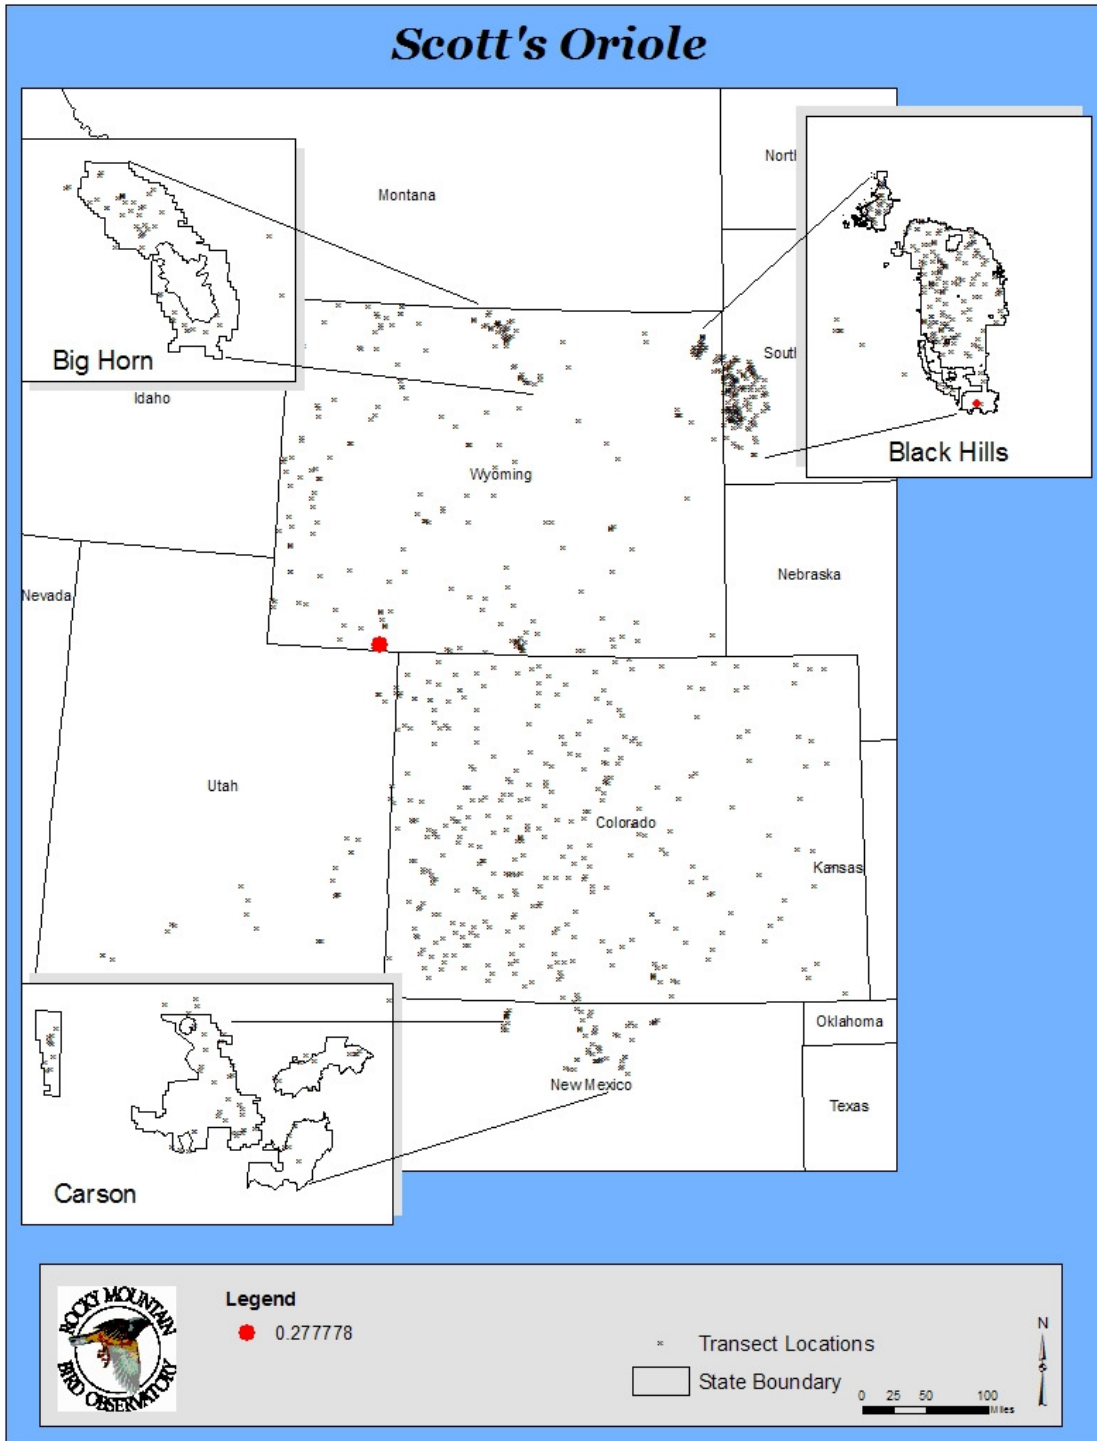 Scott's Oriole
Montana
North
Big Horn
Idaho
South
Black Hills
Wyoming
Nevada
Nebraska
Utah
Colorado
Kansas
Oklahoma
New Mexico
Texas
Carson
ROCKY MOUNTAIN
BIRD OBSERVATORY
Legend
0.277778
Transect Locations
State Boundary
N
0 25 50 100
Miles